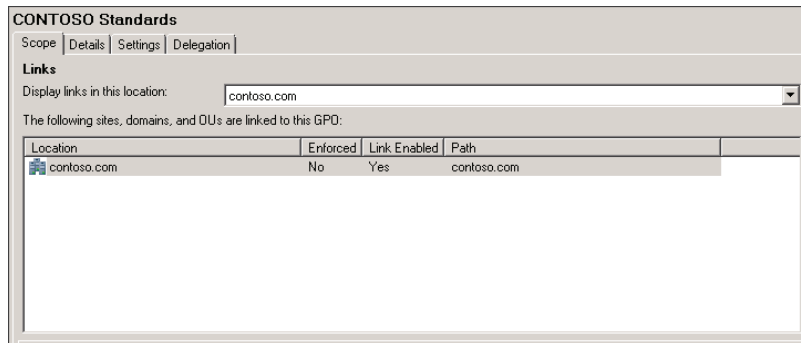 CONTOSO Standards
Scope Details Settings Delegation
Links
Display links in this location: contoso.com
The following sites, domains, and OUs are linked to this GPO:
Location Enforced Link Enabled Path
contoso.com No Yes contoso.com